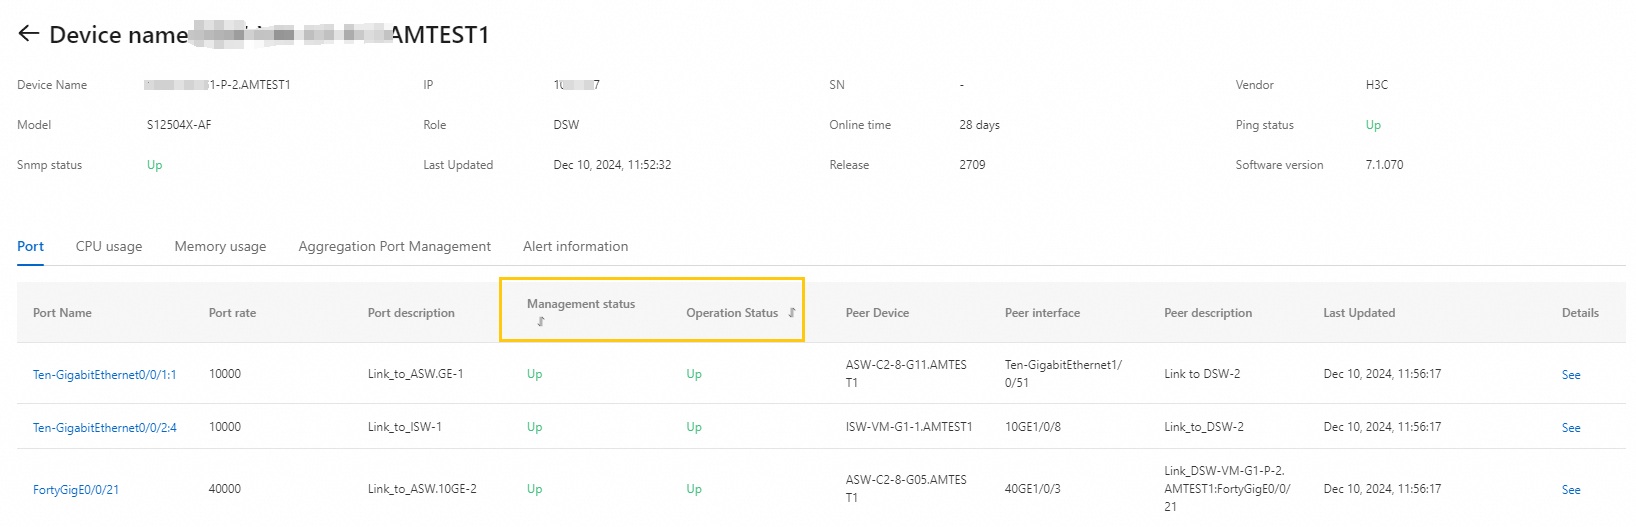 Device name AMTEST1
Device Name 1-P-2.AMTEST1 IP 10 7 SN - Vendor H3C
Model S12504X-AF Role DSW Online time 28 days Ping status Up
Snmp status Up Last Updated Dec 10, 2024, 11:52:32 Release 2709 Software version 7.1.070
Port CPU usage Memory usage Aggregation Port Management Alert information
Port Name Port rate Port description Management status Operation Status Peer Device Peer interface Peer description Last Updated Details
Ten-GigabitEthernet0/0/1:1 10000 Link_to_ASW.GE-1 Up Up ASW-C2-8-G11.AMTES Ten-GigabitEthernet1/ Link to DSW-2 Dec 10, 2024, 11:56:17 See
T1 0/51
Ten-GigabitEthernet0/0/2:4 10000 Link_to_ISW-1 Up Up ISW-VM-G1-1.AMTEST1 10GE1/0/8 Link_to_DSW-2 Dec 10, 2024, 11:56:17 See
FortyGigE0/0/21 40000 Link_to_ASW.10GE-2 Up Up ASW-C2-8-G05.AMTES 40GE1/0/3 Link_DSW-VM-G1-P-2. Dec 10, 2024, 11:56:17 See
T1 AMTEST1:FortyGigE0/0/
21